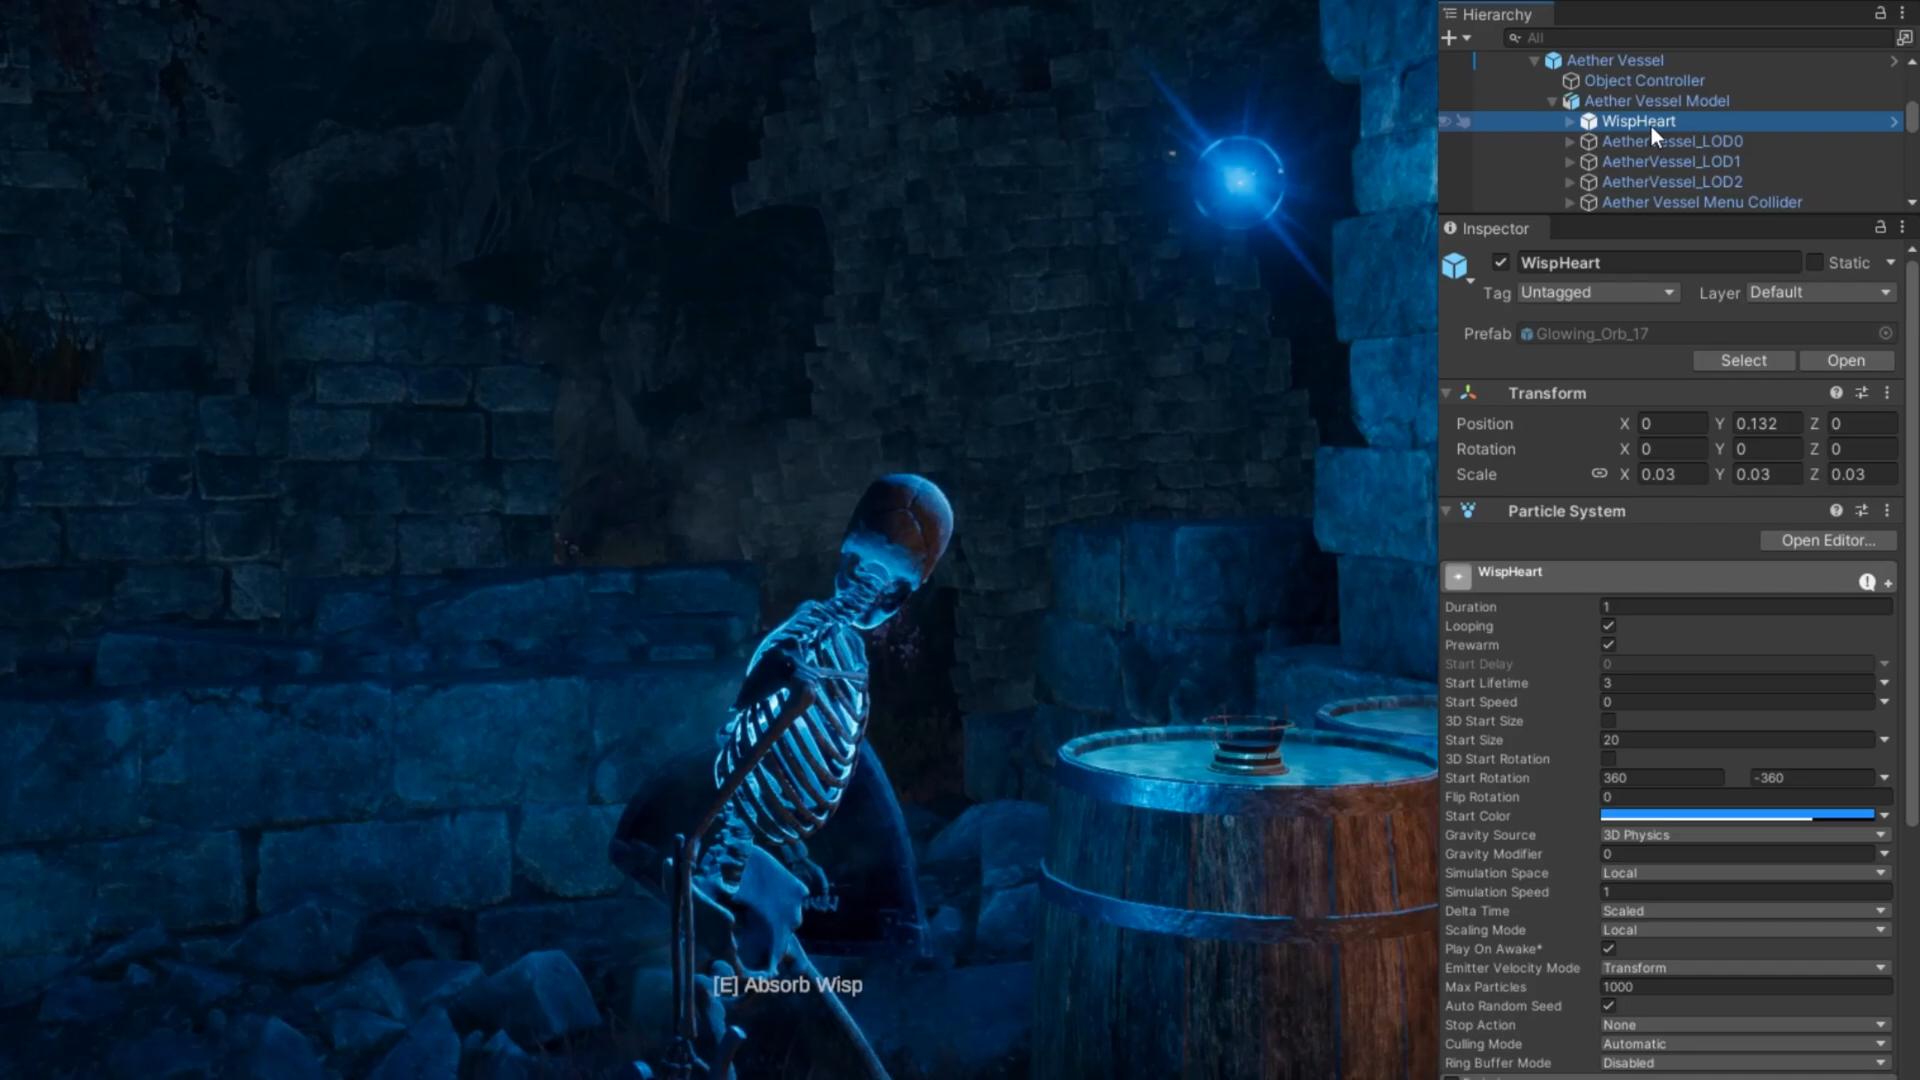 Hierarchy
All
Aether Vessel
Object Controller
Aether Vessel Model
WispHeart
AetherVessel_LOD0
AetherVessel_LOD1
AetherVessel_LOD2
Aether Vessel Menu Collider
Inspector
WispHeart Static
Tag Untagged Layer Default
Prefab Glowing_Orb_17
Select Open
Transform
Position X 0 Y 0.132 Z 0
Rotation X 0 Y 0 Z 0
Scale X 0.03 Y 0.03 Z 0.03
Particle System
Open Editor...
WispHeart
Duration 1
Looping
Prewarm
Start Delay 0
Start Lifetime 3
Start Speed 0
3D Start Size
Start Size 20
3D Start Rotation
Start Rotation 360 -360
Flip Rotation 0
Start Color
Gravity Source 3D Physics
Gravity Modifier 0
Simulation Space Local
Simulation Speed 1
Delta Time Scaled
Scaling Mode Local
Play On Awake*
Emitter Velocity Mode Transform
Max Particles 1000
Auto Random Seed
Stop Action None
Culling Mode Automatic
Ring Buffer Mode Disabled
[E] Absorb Wisp